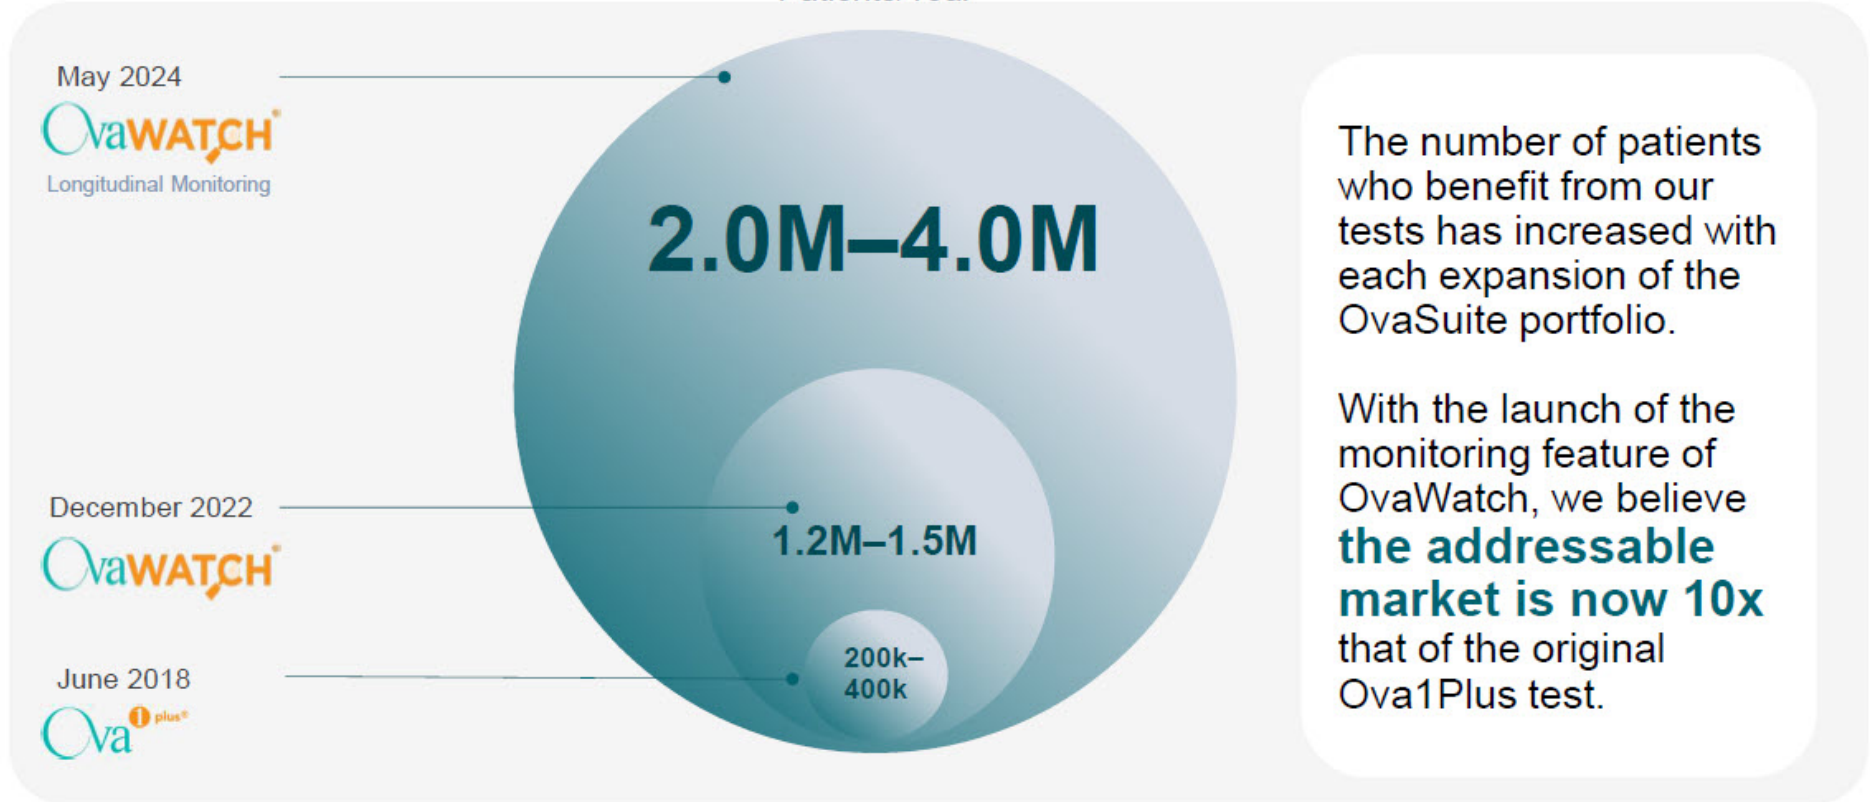 May 2024
OvaWATCH®
Longitudinal Monitoring
2.0M–4.0M
December 2022
OvaWATCH®
1.2M–1.5M
June 2018
Ova1 plus®
200k–
400k
The number of patients
who benefit from our
tests has increased with
each expansion of the
OvaSuite portfolio.
With the launch of the
monitoring feature of
OvaWatch, we believe
the addressable
market is now 10x
that of the original
Ova1Plus test.